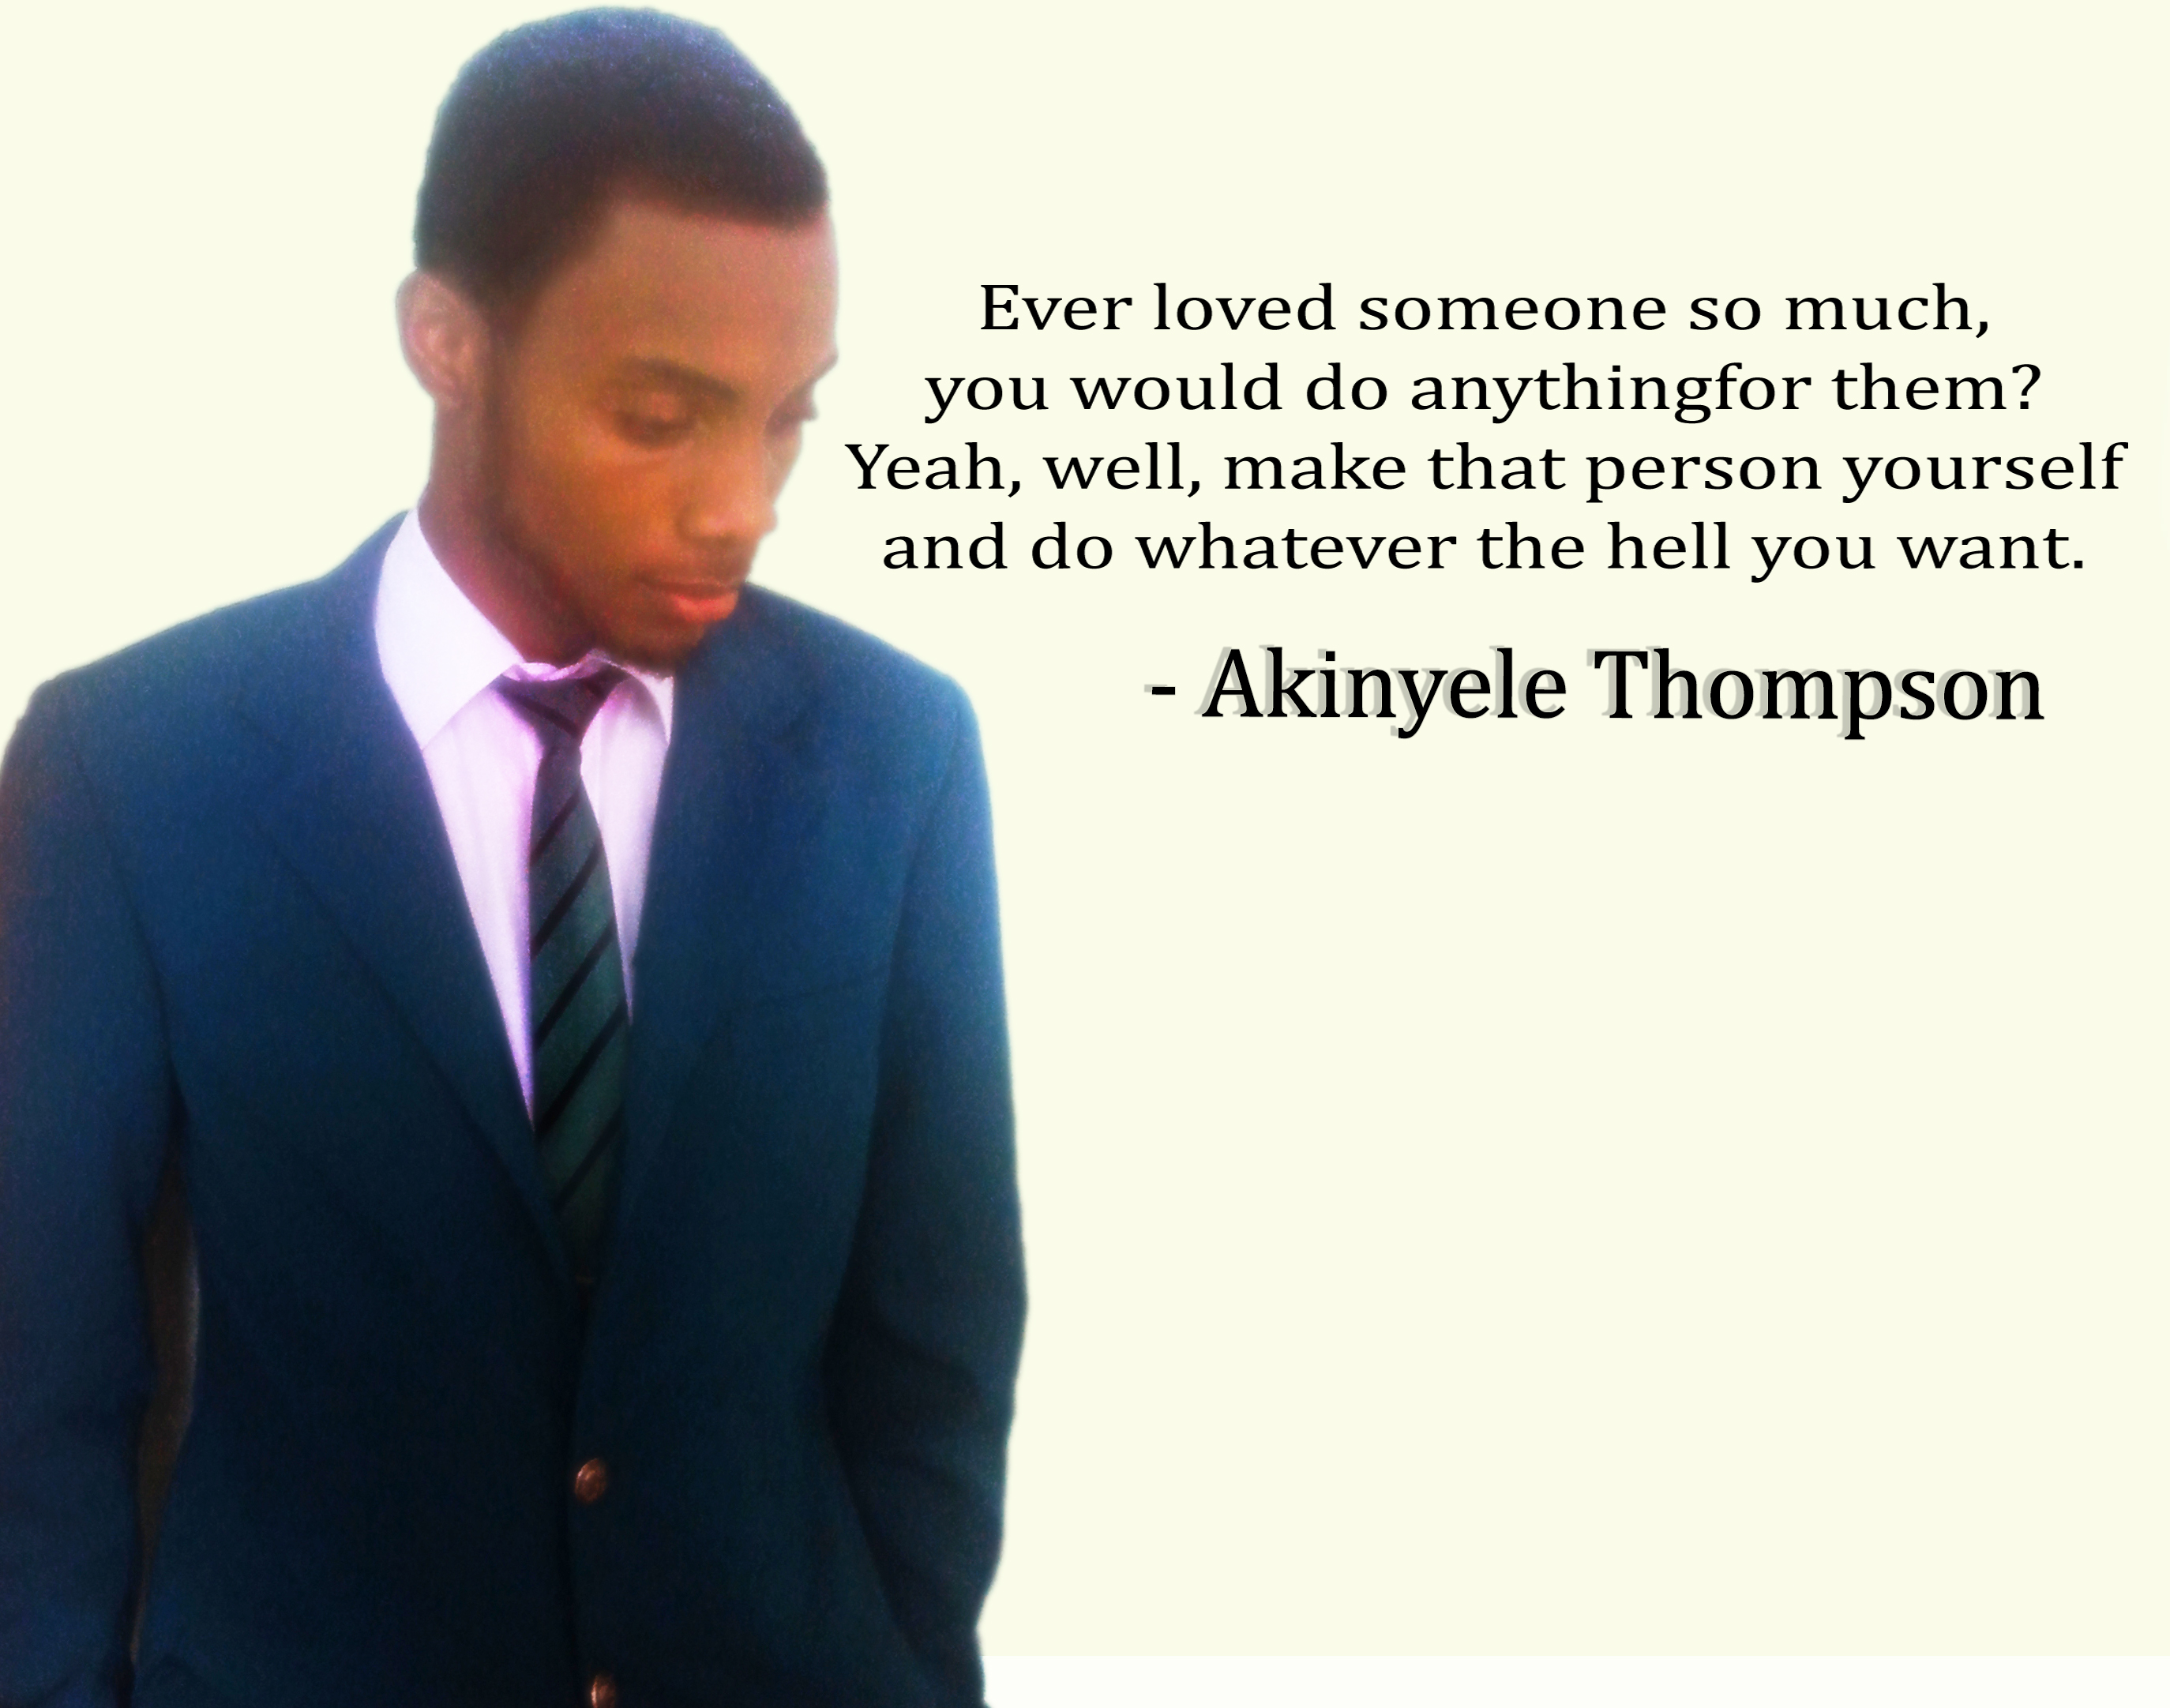 Ever loved someone so much,
you would do anythingfor them?
Yeah, well, make that person yourself
and do whatever the hell you want.
- Akinyele Thompson